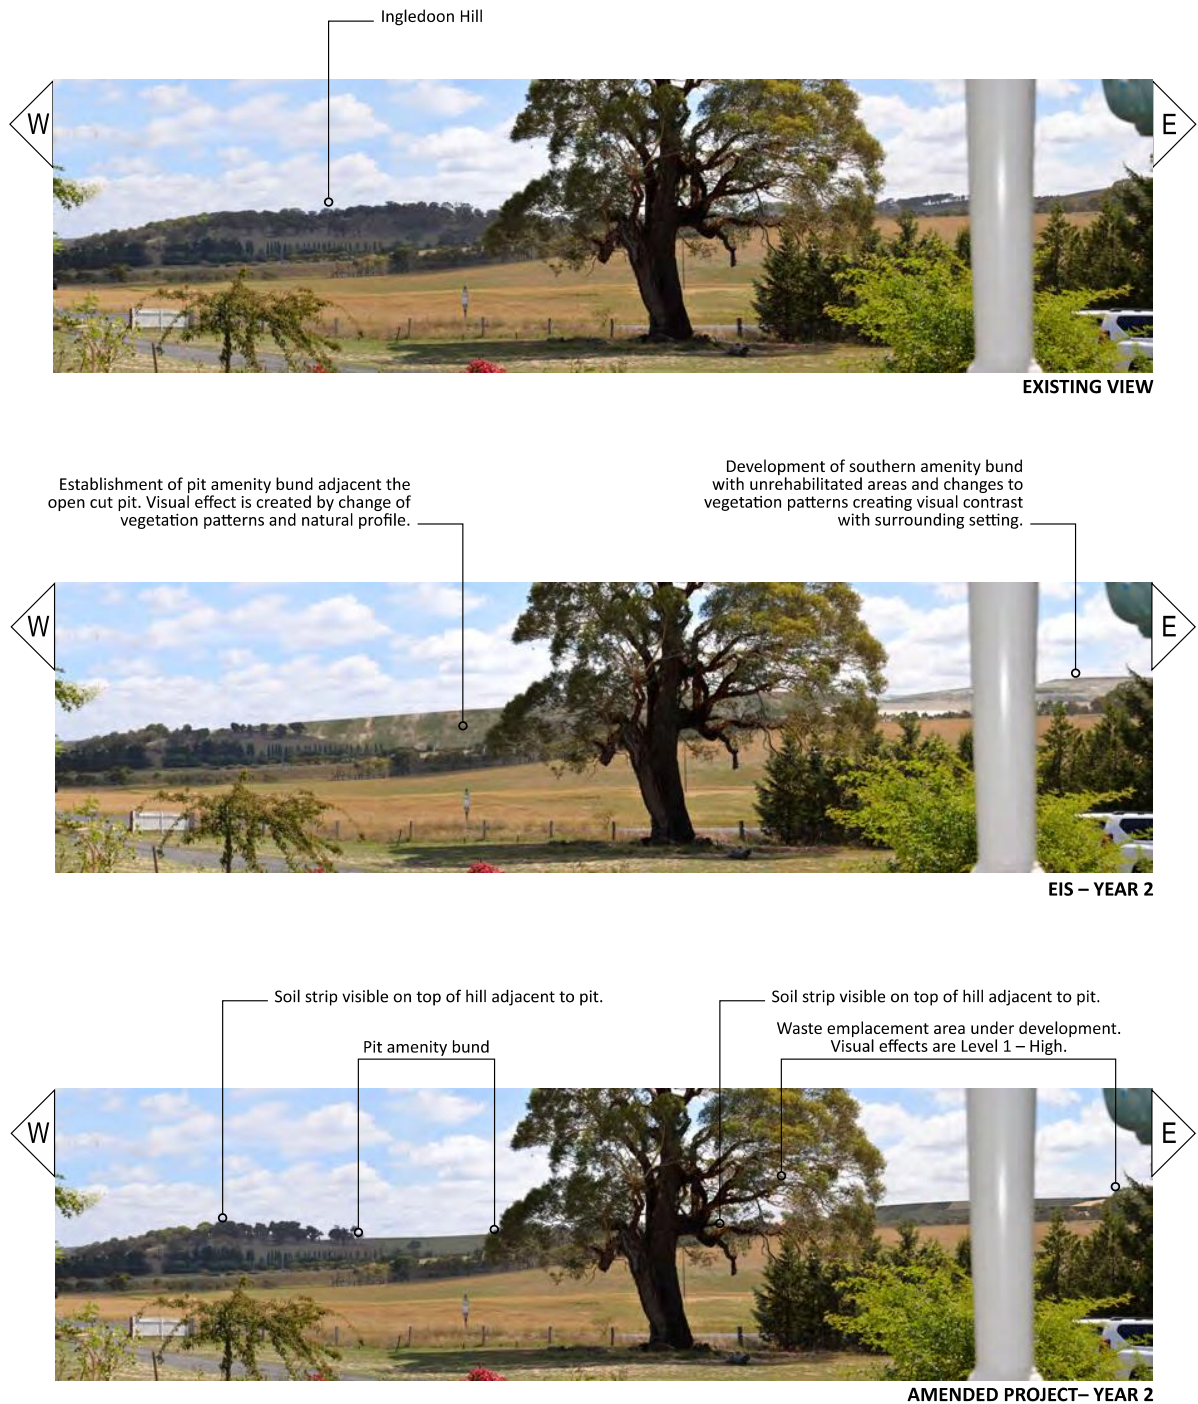 Ingledoon Hill
W
E
EXISTING VIEW
Establishment of pit amenity bund adjacent the
open cut pit. Visual effect is created by change of
vegetation patterns and natural profile.
Development of southern amenity bund
with unrehabilitated areas and changes to
vegetation patterns creating visual contrast
with surrounding setting.
W
E
EIS – YEAR 2
Soil strip visible on top of hill adjacent to pit.
Pit amenity bund
Soil strip visible on top of hill adjacent to pit.
Waste emplacement area under development.
Visual effects are Level 1 – High.
W
E
AMENDED PROJECT– YEAR 2